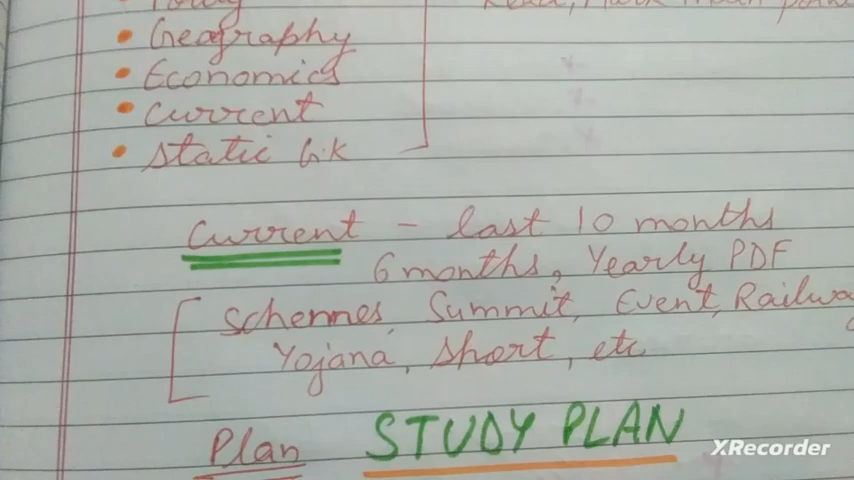 • Geography
• Economics
• Current
• Static G.K
Current - last 10 months
6 months, Yearly PDF
Schemes, Summit, Event, Railway
Yojana, Short, etc
Plan STUDY PLAN
XRecorder